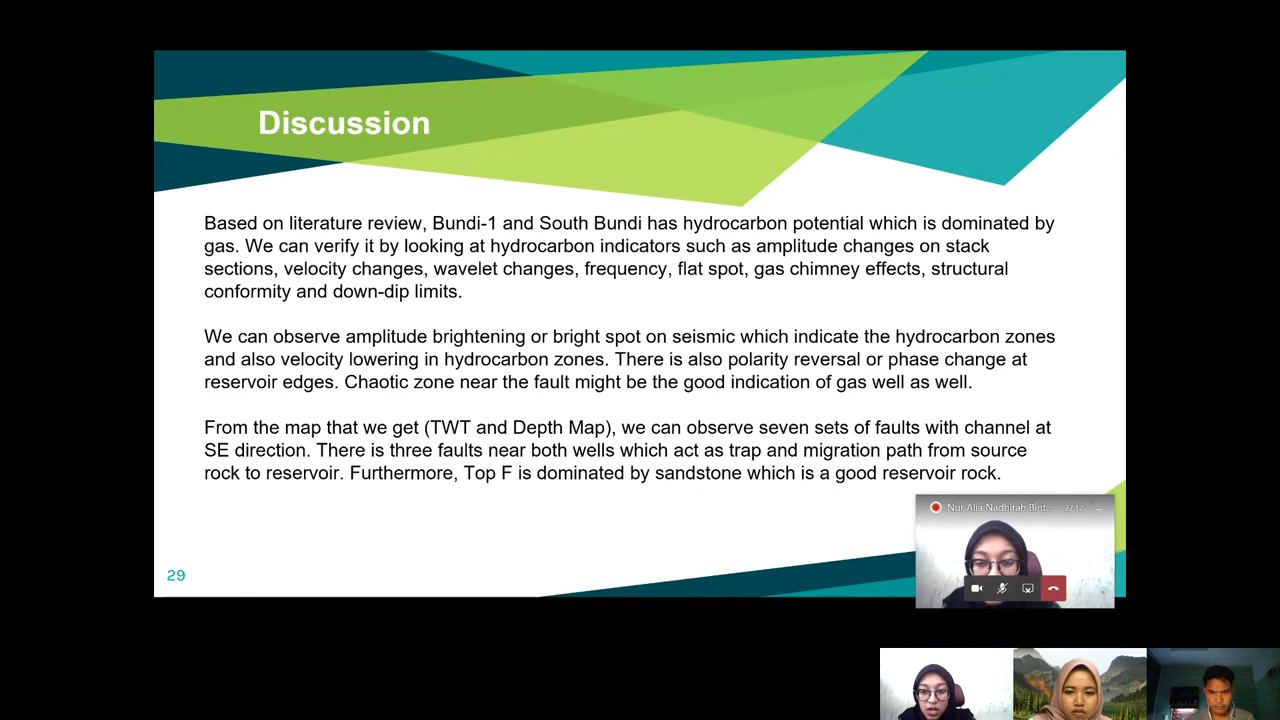 Discussion
Based on literature review, Bundi-1 and South Bundi has hydrocarbon potential which is dominated by
gas. We can verify it by looking at hydrocarbon indicators such as amplitude changes on stack
sections, velocity changes, wavelet changes, frequency, flat spot, gas chimney effects, structural
conformity and down-dip limits.
We can observe amplitude brightening or bright spot on seismic which indicate the hydrocarbon zones
and also velocity lowering in hydrocarbon zones. There is also polarity reversal or phase change at
reservoir edges. Chaotic zone near the fault might be the good indication of gas well as well.
From the map that we get (TWT and Depth Map), we can observe seven sets of faults with channel at
SE direction. There is three faults near both wells which act as trap and migration path from source
rock to reservoir. Furthermore, Top F is dominated by sandstone which is a good reservoir rock.
Nur Alia Nadhirah Bint... 27:17
29